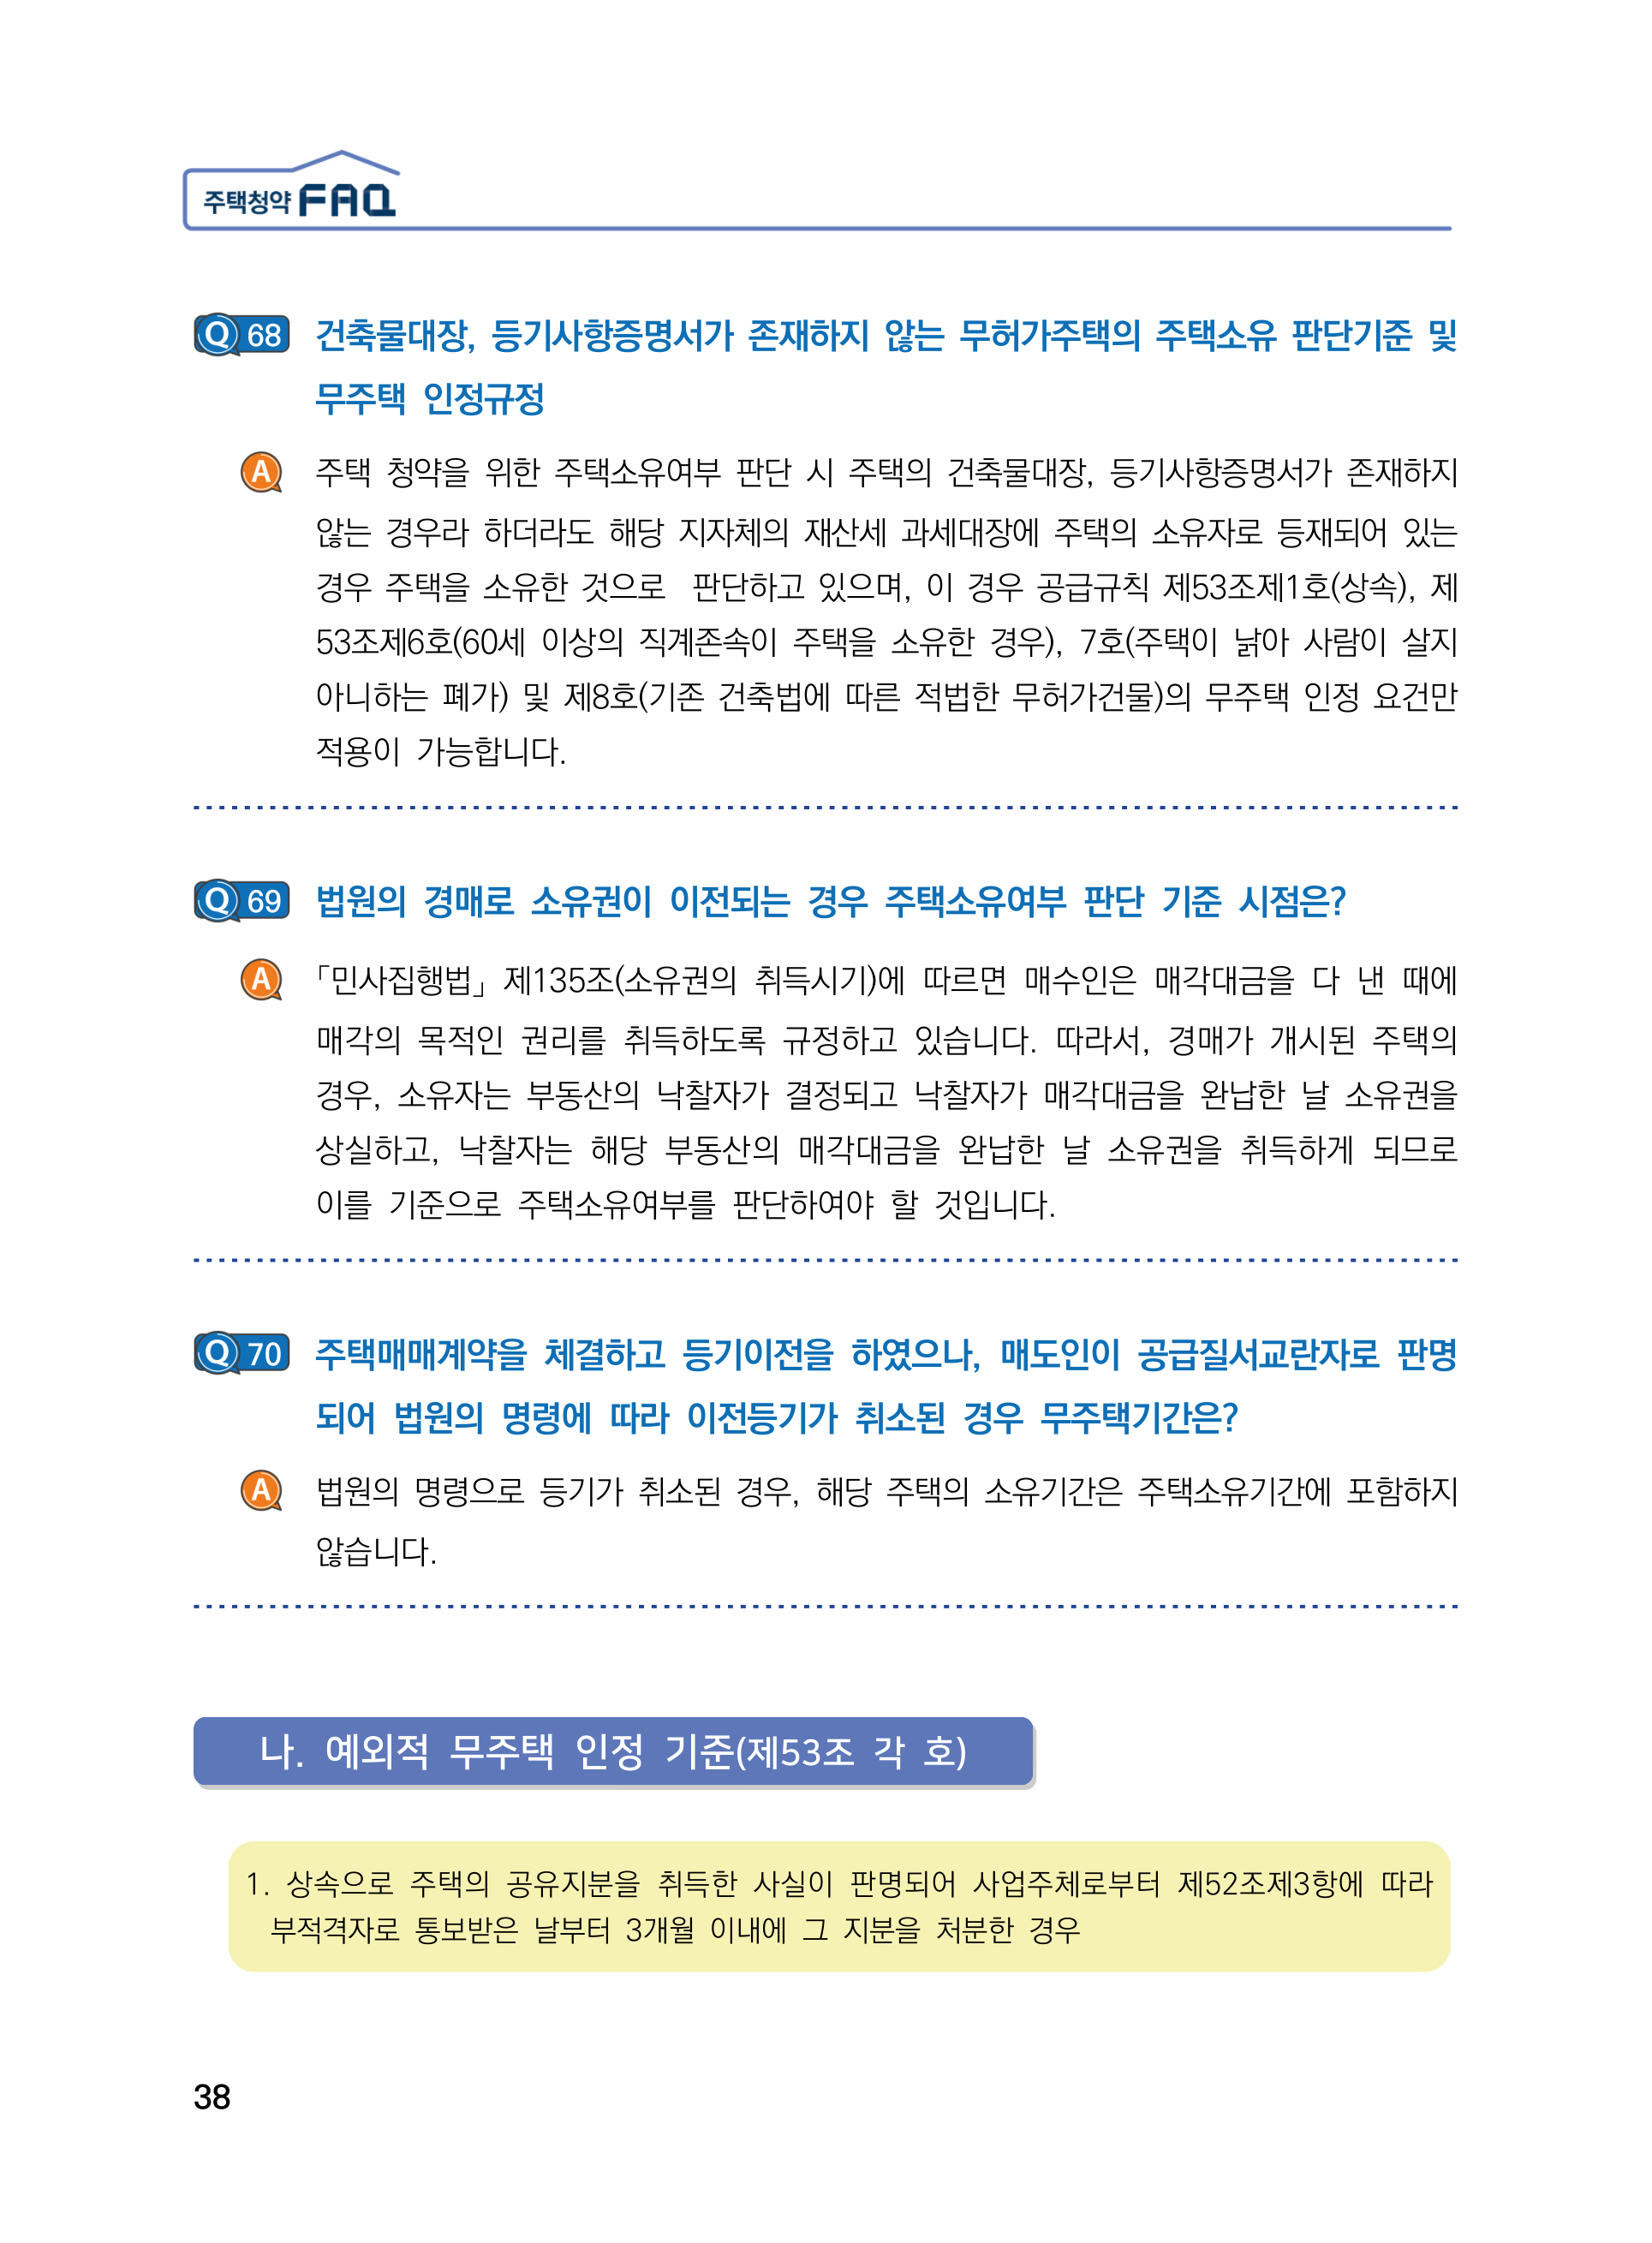 주택청약 FAQ
Q 68 건축물대장, 등기사항증명서가 존재하지 않는 무허가주택의 주택소유 판단기준 및
무주택 인정규정
A 주택 청약을 위한 주택소유여부 판단 시 주택의 건축물대장, 등기사항증명서가 존재하지
않는 경우라 하더라도 해당 지자체의 재산세 과세대장에 주택의 소유자로 등재되어 있는
경우 주택을 소유한 것으로 판단하고 있으며, 이 경우 공급규칙 제53조제1호(상속), 제
53조제6호(60세 이상의 직계존속이 주택을 소유한 경우), 7호(주택이 낡아 사람이 살지
아니하는 폐가) 및 제8호(기존 건축법에 따른 적법한 무허가건물)의 무주택 인정 요건만
적용이 가능합니다.
Q 69 법원의 경매로 소유권이 이전되는 경우 주택소유여부 판단 기준 시점은?
A 「민사집행법」 제135조(소유권의 취득시기)에 따르면 매수인은 매각대금을 다 낸 때에
매각의 목적인 권리를 취득하도록 규정하고 있습니다. 따라서, 경매가 개시된 주택의
경우, 소유자는 부동산의 낙찰자가 결정되고 낙찰자가 매각대금을 완납한 날 소유권을
상실하고, 낙찰자는 해당 부동산의 매각대금을 완납한 날 소유권을 취득하게 되므로
이를 기준으로 주택소유여부를 판단하여야 할 것입니다.
Q 70 주택매매계약을 체결하고 등기이전을 하였으나, 매도인이 공급질서교란자로 판명
되어 법원의 명령에 따라 이전등기가 취소된 경우 무주택기간은?
A 법원의 명령으로 등기가 취소된 경우, 해당 주택의 소유기간은 주택소유기간에 포함하지
않습니다.
나. 예외적 무주택 인정 기준(제53조 각 호)
1. 상속으로 주택의 공유지분을 취득한 사실이 판명되어 사업주체로부터 제52조제3항에 따라
부적격자로 통보받은 날부터 3개월 이내에 그 지분을 처분한 경우
38